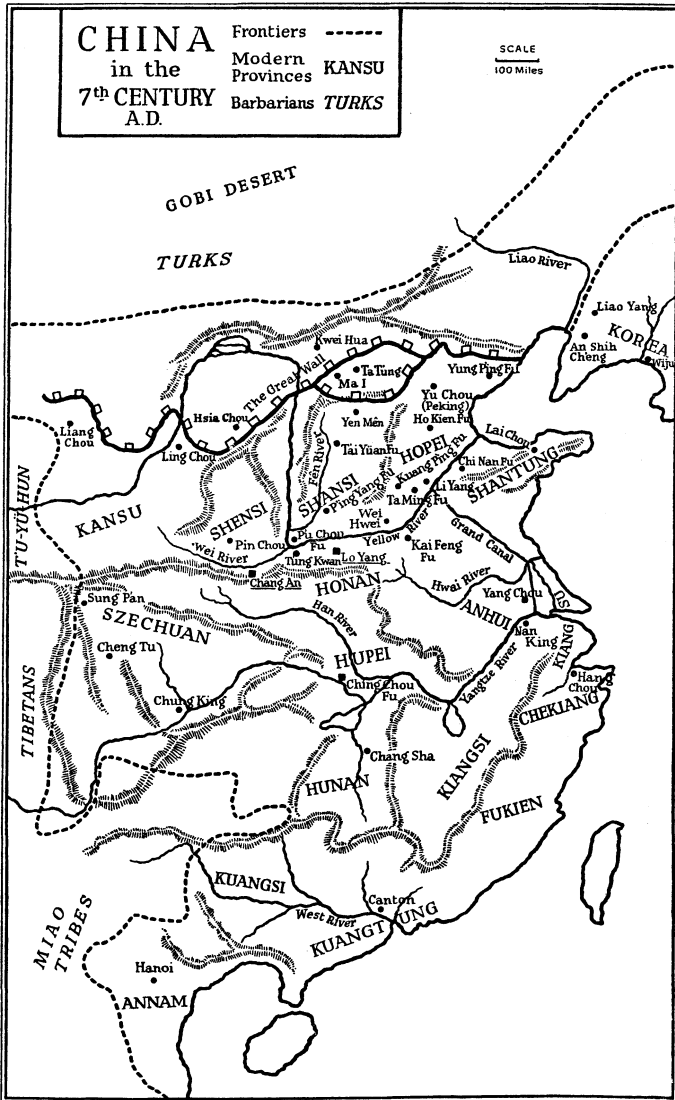 CHINA
in the
7th CENTURY
A.D.
Frontiers
Modern
Provinces KANSU
Barbarians TURKS
SCALE
100 Miles
GOBI DESERT
TURKS
Liao River
Liao Yang
KOREA
An Shih
Cheng
Wiju
Kwei Hua
The Great Wall
Ta Tung
Ma I
Yung Ping Fu
Yu Chou
(Peking)
Ho Kien Fu
Liang
Chou
Hsia Chou
Ling Chou
Yen Mên
Fen River
Tai Yüan Fu
HOPEI
Kuang Ping Fu
Lai Chou
Chi Nan Fu
SHANTUNG
Li Yang
Ta Ming Fu
Ping Yang Fu
SHANSI
SHENSI
KANSU
TU-YU-HUN
Wei
Hwei
Yellow River
Wei River
Pin Chou
Pu Chou
Fu
Tung Kwan
Lo Yang
Kai Feng
Fu
Grand Canal
Chang An
HONAN
Hwai River
ANHUI
Yang Chou
KIANG
SU
Nan
King
Sung Pan
SZECHUAN
Han River
HUPEI
Cheng Tu
Chung King
Ching Chou
Fu
Yangtze River
Hang
Chou
CHEKIANG
TIBETANS
Chang Sha
HUNAN
KIANGSI
FUKIEN
KUANGSI
Canton
West River
KUANGTUNG
MIAO
TRIBES
Hanoi
ANNAM